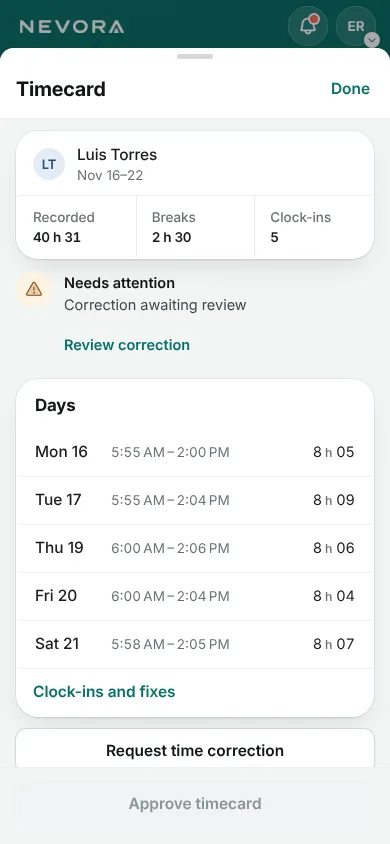 NEVORA
ER
Timecard
Done
LT
Luis Torres
Nov 16–22
Recorded
Breaks
Clock-ins
40 h 31
2 h 30
5
Needs attention
Correction awaiting review
Review correction
Days
Mon 16 5:55 AM – 2:00 PM 8 h 05
Tue 17 5:55 AM – 2:04 PM 8 h 09
Thu 19 6:00 AM – 2:06 PM 8 h 06
Fri 20 6:00 AM – 2:04 PM 8 h 04
Sat 21 5:58 AM – 2:05 PM 8 h 07
Clock-ins and fixes
Request time correction
Approve timecard